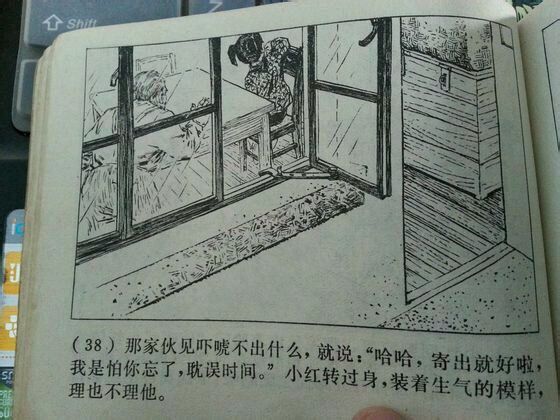 Shift
(38) 那家伙见吓唬不出什么，就说：“哈哈，寄出就好啦，
我是怕你忘了，耽误时间。”小红转过身，装着生气的模样，
理也不理他。